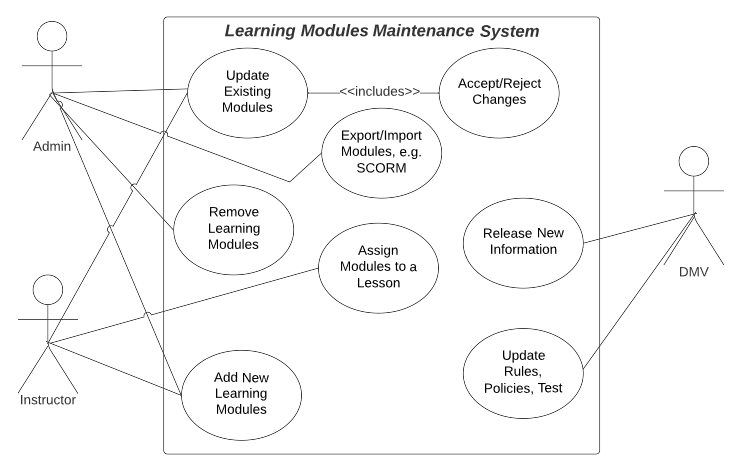 Learning Modules Maintenance System
Update
Existing
Modules
<<includes>>
Accept/Reject
Changes
Export/Import
Modules, e.g.
SCORM
Admin
Remove
Learning
Modules
Assign
Modules to a
Lesson
Release New
Information
DMV
Instructor
Add New
Learning
Modules
Update
Rules,
Policies, Test